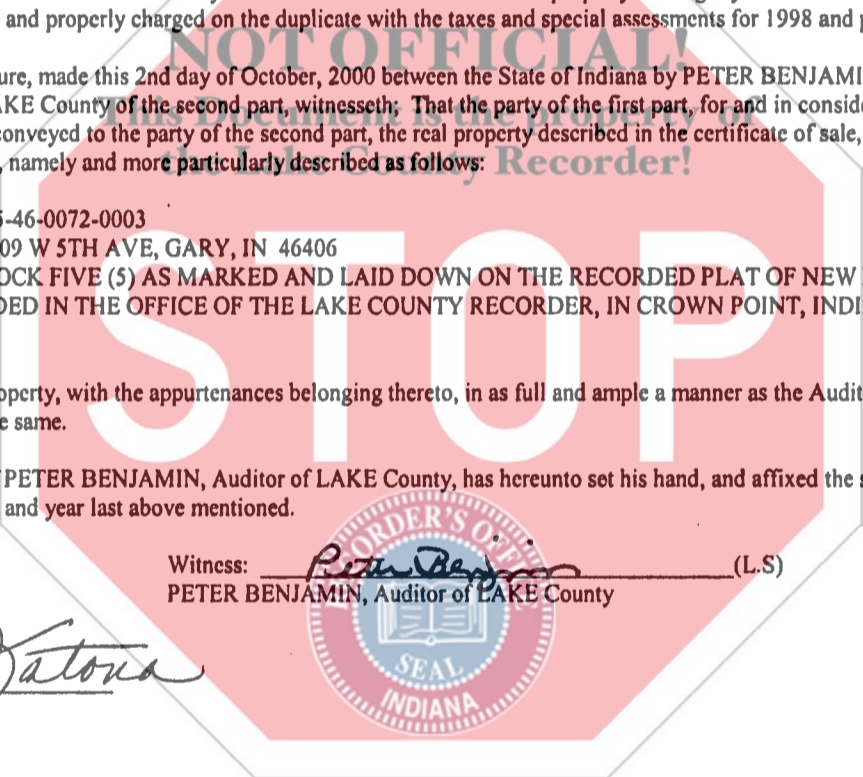 and properly charged on the duplicate with the taxes and special assessments for 1998 and p
NOT OFFICIAL!
ure, made this 2nd day of October, 2000 between the State of Indiana by PETER BENJAMI
AKE County of the second part, witnesseth; That the party of the first part, for and in conside
This Document is the property of
conveyed to the party of the second part, the real property described in the certificate of sale,
, namely and more particularly described as follows:
the Lake County Recorder!
5-46-0072-0003
09 W 5TH AVE, GARY, IN 46406
OCK FIVE (5) AS MARKED AND LAID DOWN ON THE RECORDED PLAT OF NEW
DED IN THE OFFICE OF THE LAKE COUNTY RECORDER, IN CROWN POINT, INDI
STOP
operty, with the appurtenances belonging thereto, in as full and ample a manner as the Audit
e same.
PETER BENJAMIN, Auditor of LAKE County, has hereunto set his hand, and affixed the s
and year last above mentioned.
RECORDER'S OFFICE
Witness: Peter Benjamin (L.S)
PETER BENJAMIN, Auditor of LAKE County
SEAL
INDIANA
Katona